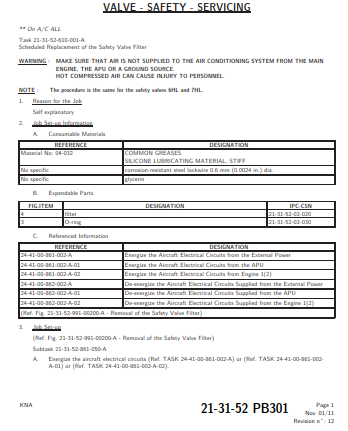 VALVE - SAFETY - SERVICING
** On A/C ALL
Task 21-31-52-610-001-A
Scheduled Replacement of the Safety Valve Filter
WARNING : MAKE SURE THAT AIR IS NOT SUPPLIED TO THE AIR CONDITIONING SYSTEM FROM THE MAIN
ENGINE, THE APU OR A GROUND SOURCE.
HOT COMPRESSED AIR CAN CAUSE INJURY TO PERSONNEL.
NOTE : The procedure is the same for the safety valves 6HL and 7HL.
1. Reason for the Job
Self explanatory
2. Job Set-up Information
A. Consumable Materials
REFERENCE DESIGNATION
Material No: 04-032 COMMON GREASES
SILICONE LUBRICATING MATERIAL, STIFF
No specific corrosion-resistant steel lockwire 0.6 mm (0.0024 in.) dia.
No specific glycerin
B. Expendable Parts
FIG.ITEM DESIGNATION IPC-CSN
4 filter 21-31-52-02-020
3 O-ring 21-31-52-02-030
C. Referenced Information
REFERENCE DESIGNATION
24-41-00-861-002-A Energize the Aircraft Electrical Circuits from the External Power
24-41-00-861-002-A-01 Energize the Aircraft Electrical Circuits from the APU
24-41-00-861-002-A-02 Energize the Aircraft Electrical Circuits from Engine 1(2)
24-41-00-862-002-A De-energize the Aircraft Electrical Circuits Supplied from the External Power
24-41-00-862-002-A-01 De-energize the Aircraft Electrical Circuits Supplied from the APU
24-41-00-862-002-A-02 De-energize the Aircraft Electrical Circuits Supplied from the Engine 1(2)
(Ref. Fig. 21-31-52-991-00200-A - Removal of the Safety Valve Filter)
3. Job Set-up
(Ref. Fig. 21-31-52-991-00200-A - Removal of the Safety Valve Filter)
Subtask 21-31-52-861-050-A
A. Energize the aircraft electrical circuits (Ref. TASK 24-41-00-861-002-A) or (Ref. TASK 24-41-00-861-002-
A-01) or (Ref. TASK 24-41-00-861-002-A-02)
KNA 21-31-52 PB301 Page 1
Nov 01/11
Revision n° : 12